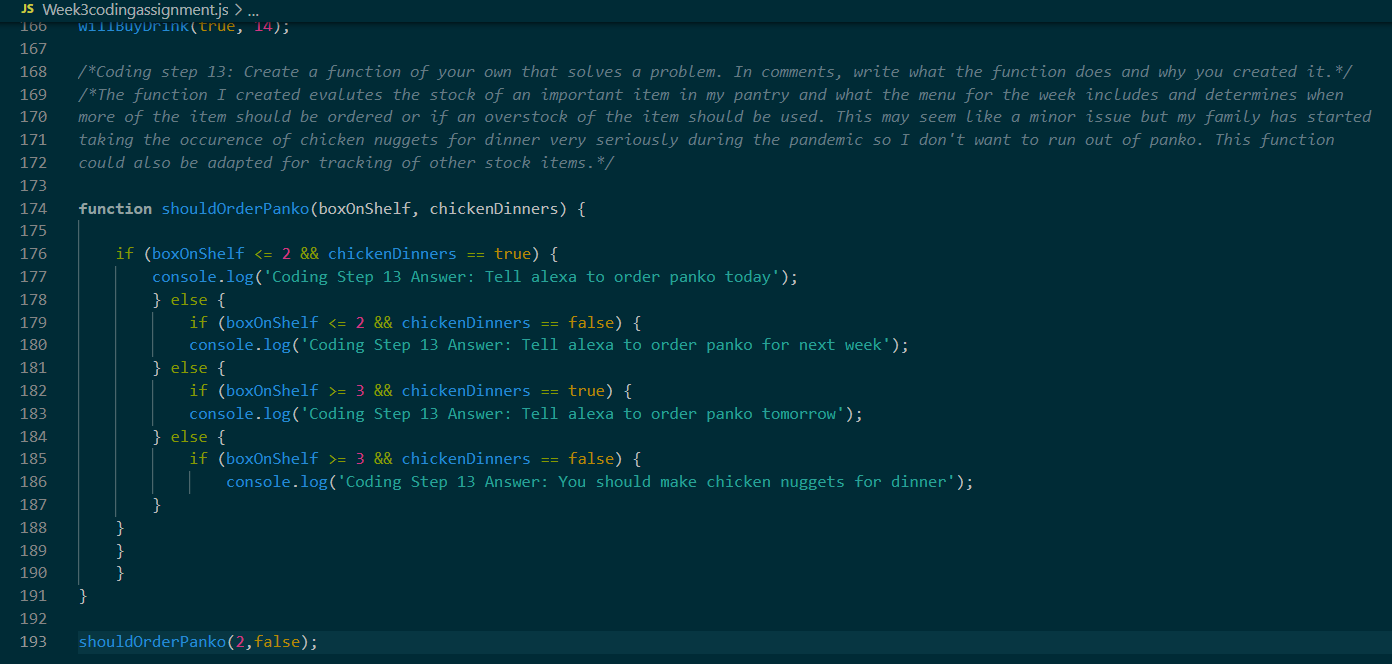 JS Week3codingassignment.js > ...
166 willBuyDrink(true, 14);
167
168 /*Coding step 13: Create a function of your own that solves a problem. In comments, write what the function does and why you created it.*/
169 /*The function I created evalutes the stock of an important item in my pantry and what the menu for the week includes and determines when
170 more of the item should be ordered or if an overstock of the item should be used. This may seem like a minor issue but my family has started
171 taking the occurence of chicken nuggets for dinner very seriously during the pandemic so I don't want to run out of panko. This function
172 could also be adapted for tracking of other stock items.*/
173
174 function shouldOrderPanko(boxOnShelf, chickenDinners) {
175
176 if (boxOnShelf <= 2 && chickenDinners == true) {
177 console.log('Coding Step 13 Answer: Tell alexa to order panko today');
178 } else {
179 if (boxOnShelf <= 2 && chickenDinners == false) {
180 console.log('Coding Step 13 Answer: Tell alexa to order panko for next week');
181 } else {
182 if (boxOnShelf >= 3 && chickenDinners == true) {
183 console.log('Coding Step 13 Answer: Tell alexa to order panko tomorrow');
184 } else {
185 if (boxOnShelf >= 3 && chickenDinners == false) {
186 console.log('Coding Step 13 Answer: You should make chicken nuggets for dinner');
187 }
188 }
189 }
190 }
191 }
192
193 shouldOrderPanko(2,false);